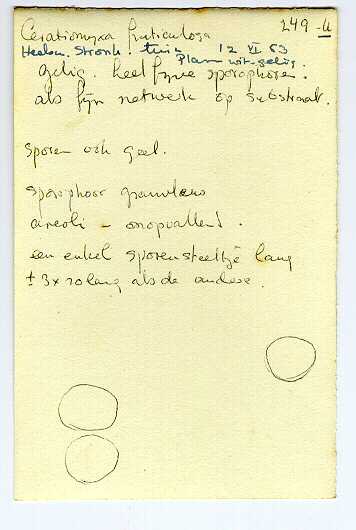 Ceratiomyxa fruticulosa 249-4
Heelsu. Stronk. tuin 12 VI 63
Plasm wit-gelig.
Gelig. heel fijne sporophoren.
als fijn netwerk op substraat.
sporen ook geel.
sporophoor granuleus
areoli - onopvallend.
een enkel sporensteeltje lang
± 3x zo lang als de andere.